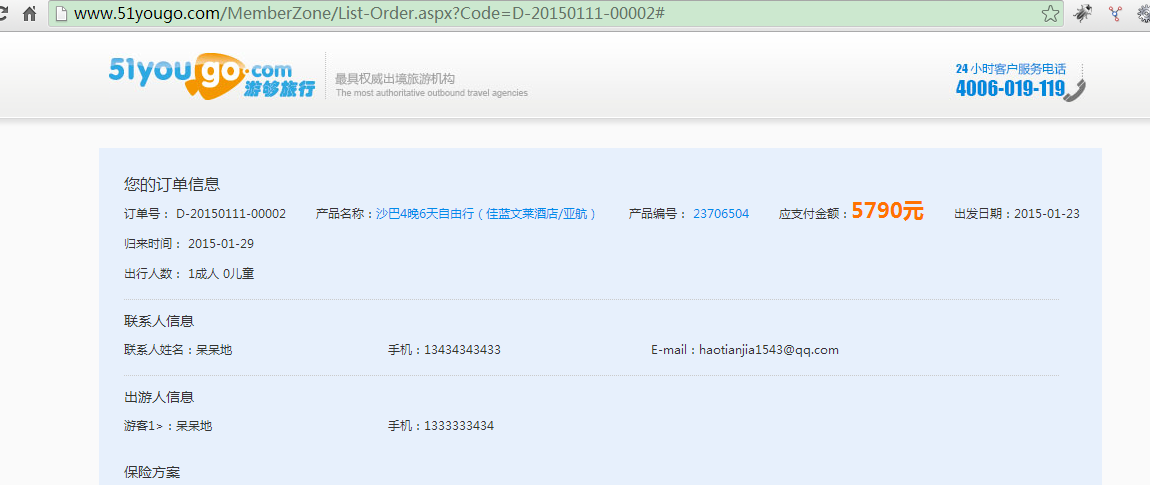 www.51yougo.com/MemberZone/List-Order.aspx?Code=D-20150111-00002#
51yougo.com
游够旅行
最具权威出境旅游机构
The most authoritative outbound travel agencies
24 小时客户服务电话
4006-019-119
您的订单信息
订单号： D-20150111-00002 产品名称：沙巴4晚6天自由行（佳蓝文莱酒店/亚航） 产品编号： 23706504 应支付金额：5790元 出发日期：2015-01-23
归来时间： 2015-01-29
出行人数： 1成人 0儿童
联系人信息
联系人姓名：呆呆地 手机：13434343433 E-mail：haotianjia1543@qq.com
出游人信息
游客1>：呆呆地 手机：1333333434
保险方案